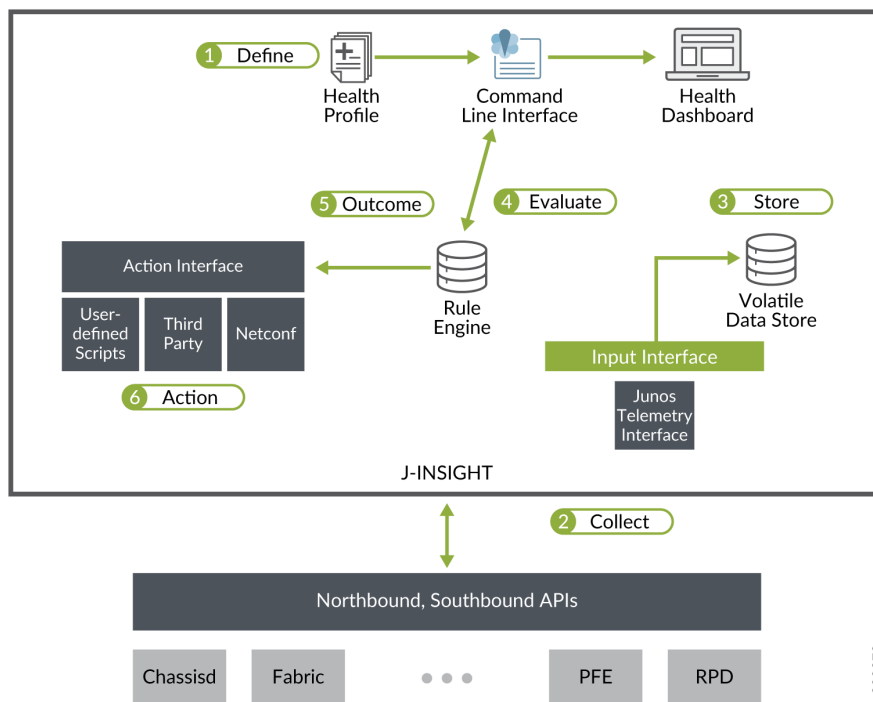 1 Define
Health
Profile
Command
Line Interface
Health
Dashboard
5 Outcome
4 Evaluate
3 Store
Action Interface
User-
defined
Scripts
Third
Party
Netconf
Rule
Engine
Volatile
Data Store
Input Interface
6 Action
Junos
Telemetry
Interface
J-INSIGHT
2 Collect
Northbound, Southbound APIs
Chassisd
Fabric
PFE
RPD